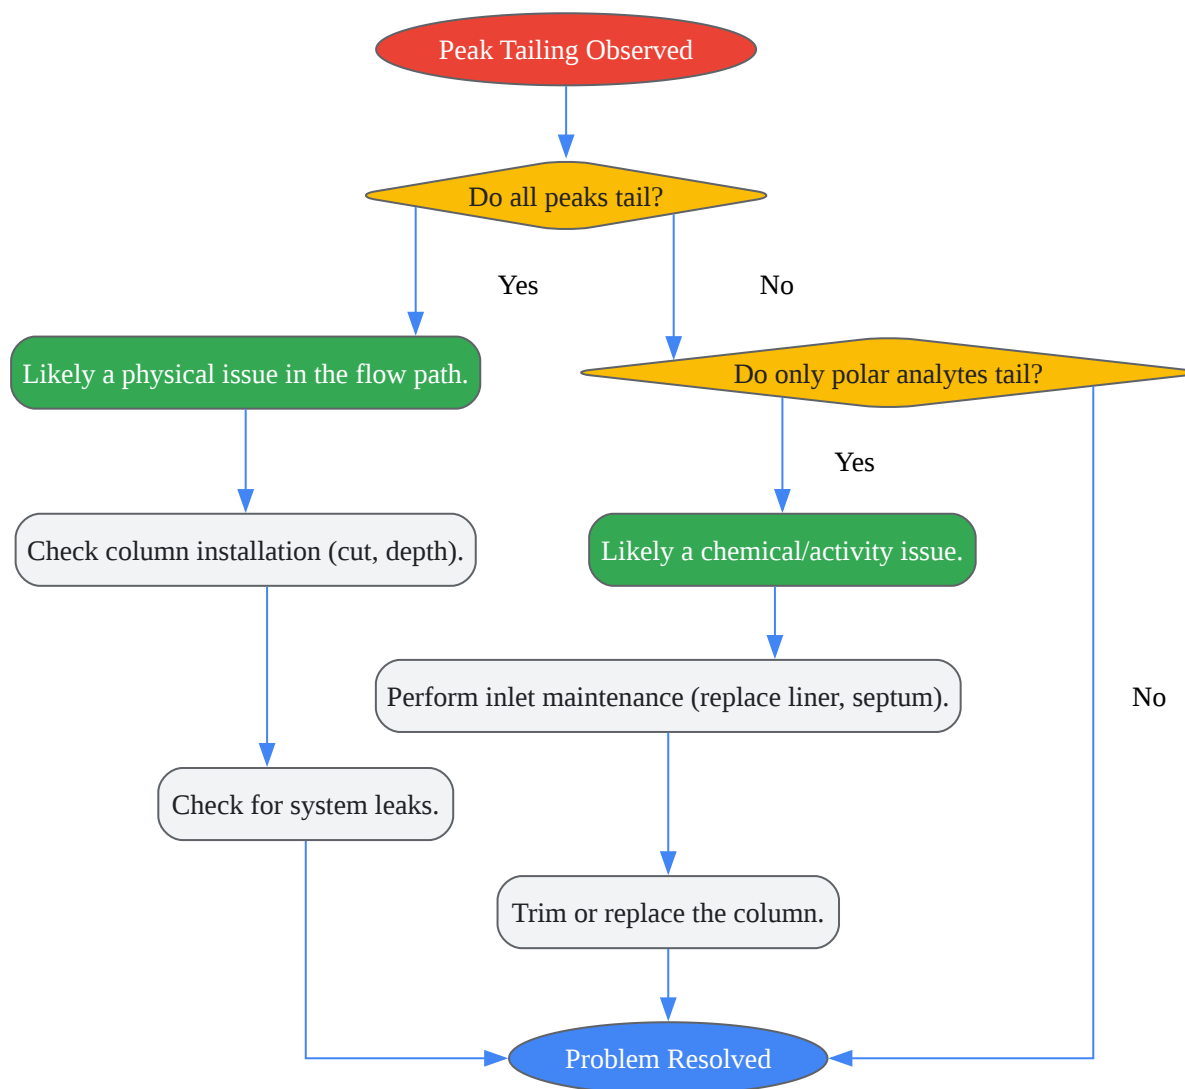 Peak Tailing Observed
Do all peaks tail?
Yes
No
Likely a physical issue in the flow path.
Do only polar analytes tail?
Yes
Check column installation (cut, depth).
Likely a chemical/activity issue.
Perform inlet maintenance (replace liner, septum).
No
Check for system leaks.
Trim or replace the column.
Problem Resolved